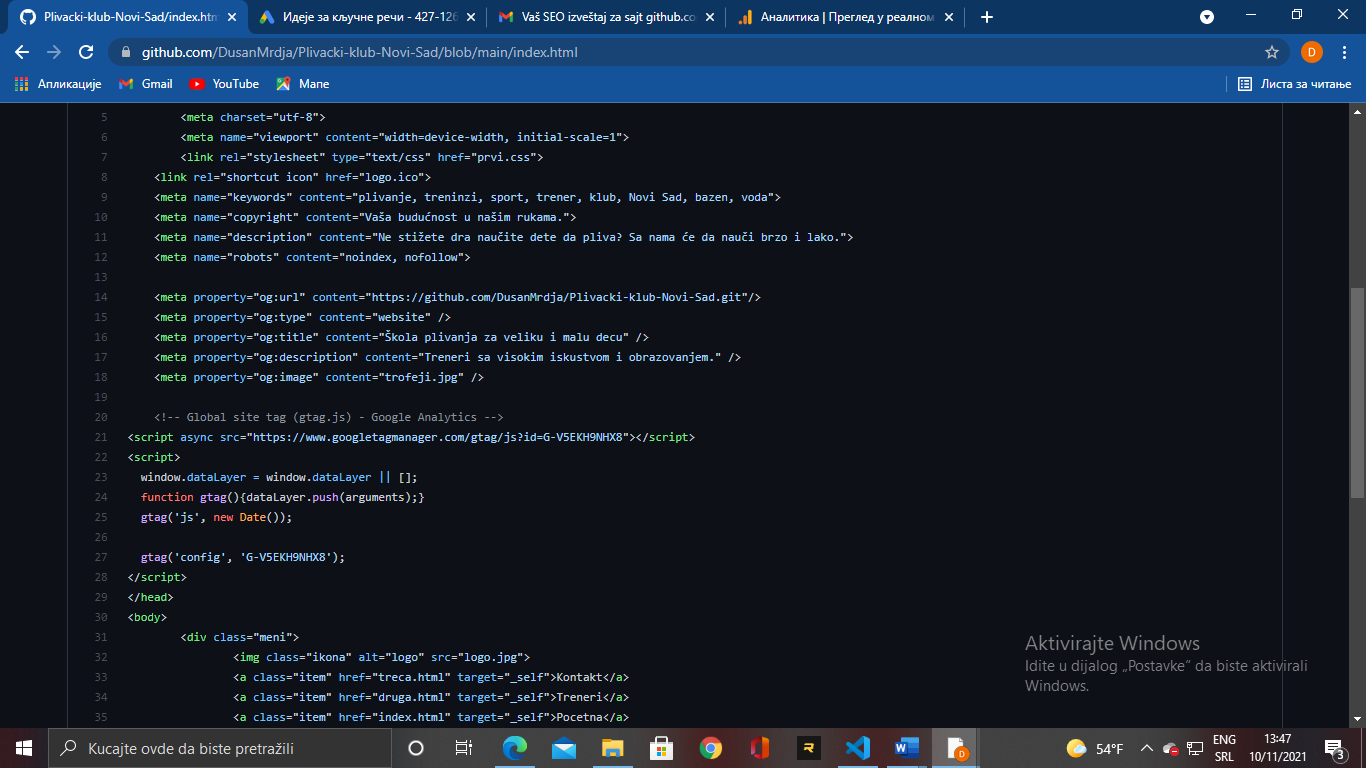 Plivacki-klub-Novi-Sad/index.htm
Идеје за кључне речи - 427-126
Vaš SEO izveštaj za sajt github.co
Аналитика | Преглед у реалном
github.com/DusanMrdja/Plivacki-klub-Novi-Sad/blob/main/index.html
D
Апликације
Gmail
YouTube
Мапе
Листа за читање
5 <meta charset="utf-8">
6 <meta name="viewport" content="width=device-width, initial-scale=1">
7 <link rel="stylesheet" type="text/css" href="prvi.css">
8 <link rel="shortcut icon" href="logo.ico">
9 <meta name="keywords" content="plivanje, treninzi, sport, trener, klub, Novi Sad, bazen, voda">
10 <meta name="copyright" content="Vaša budućnost u našim rukama.">
11 <meta name="description" content="Ne stižete dra naučite dete da pliva? Sa nama će da nauči brzo i lako.">
12 <meta name="robots" content="noindex, nofollow">
13
14 <meta property="og:url" content="https://github.com/DusanMrdja/Plivacki-klub-Novi-Sad.git"/>
15 <meta property="og:type" content="website" />
16 <meta property="og:title" content="Škola plivanja za veliku i malu decu" />
17 <meta property="og:description" content="Treneri sa visokim iskustvom i obrazovanjem." />
18 <meta property="og:image" content="trofeji.jpg" />
19
20 <!-- Global site tag (gtag.js) - Google Analytics -->
21 <script async src="https://www.googletagmanager.com/gtag/js?id=G-V5EKH9NHX8"></script>
22 <script>
23 window.dataLayer = window.dataLayer || [];
24 function gtag(){dataLayer.push(arguments);}
25 gtag('js', new Date());
26
27 gtag('config', 'G-V5EKH9NHX8');
28 </script>
29 </head>
30 <body>
31 <div class="meni">
32 <img class="ikona" alt="logo" src="logo.jpg">
33 <a class="item" href="treca.html" target="_self">Kontakt</a>
34 <a class="item" href="druga.html" target="_self">Treneri</a>
35 <a class="item" href="index.html" target="_self">Pocetna</a>
Aktivirajte Windows
Idite u dijalog „Postavke“ da biste aktivirali
Windows.
Kucajte ovde da biste pretražili
54°F
ENG
SRL
13:47
10/11/2021
3